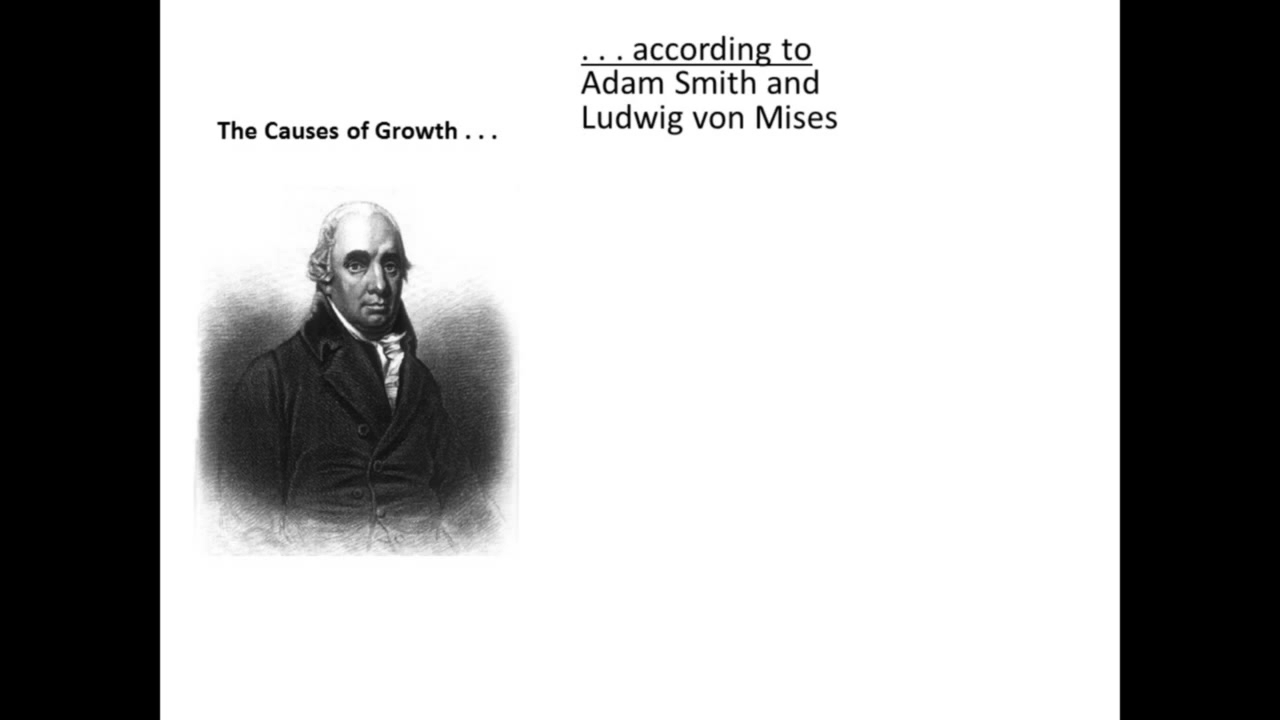 The Causes of Growth . . .
. . . according to
Adam Smith and
Ludwig von Mises